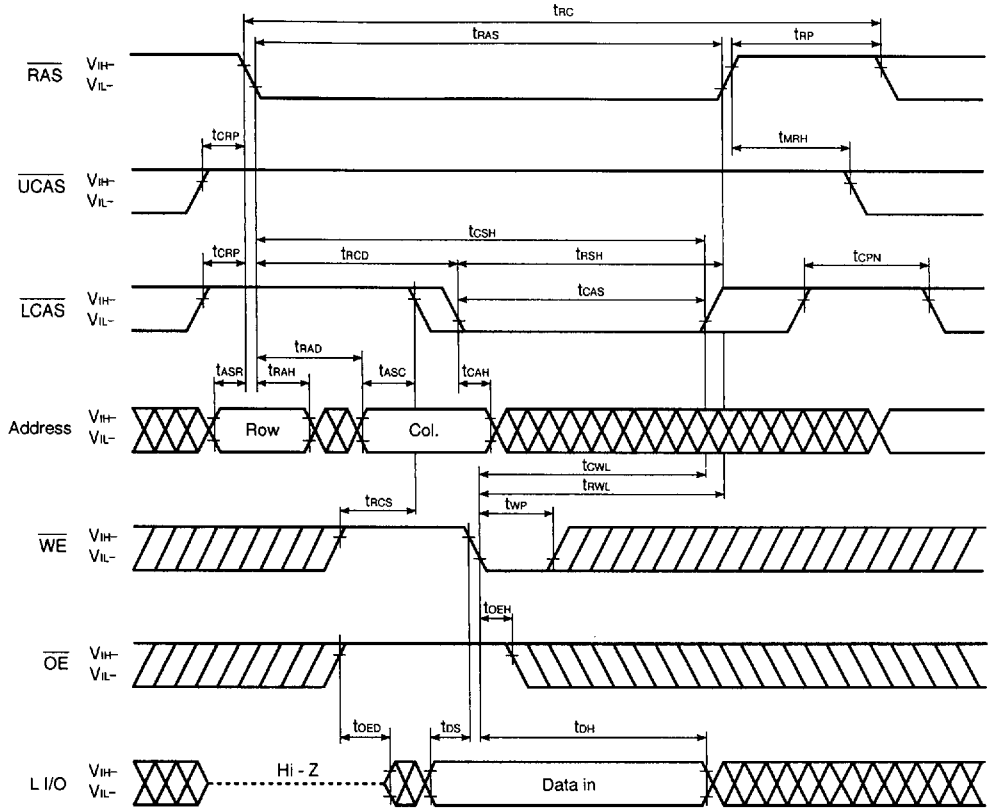 tRC
tRAS
tRP
RAS
VIH–
VIL–
tCRP
tMRH
UCAS
VIH–
VIL–
tCSH
tCRP
tRCD
tRSH
tCPN
LCAS
VIH–
VIL–
tCAS
tRAD
tASR
tRAH
tASC
tCAH
Address
VIH–
VIL–
Row
Col.
tCWL
tRWL
tRCS
tWP
WE
VIH–
VIL–
tOEH
OE
VIH–
VIL–
tOED
tDS
tDH
L I/O
VIH–
VIL–
Hi - Z
Data in